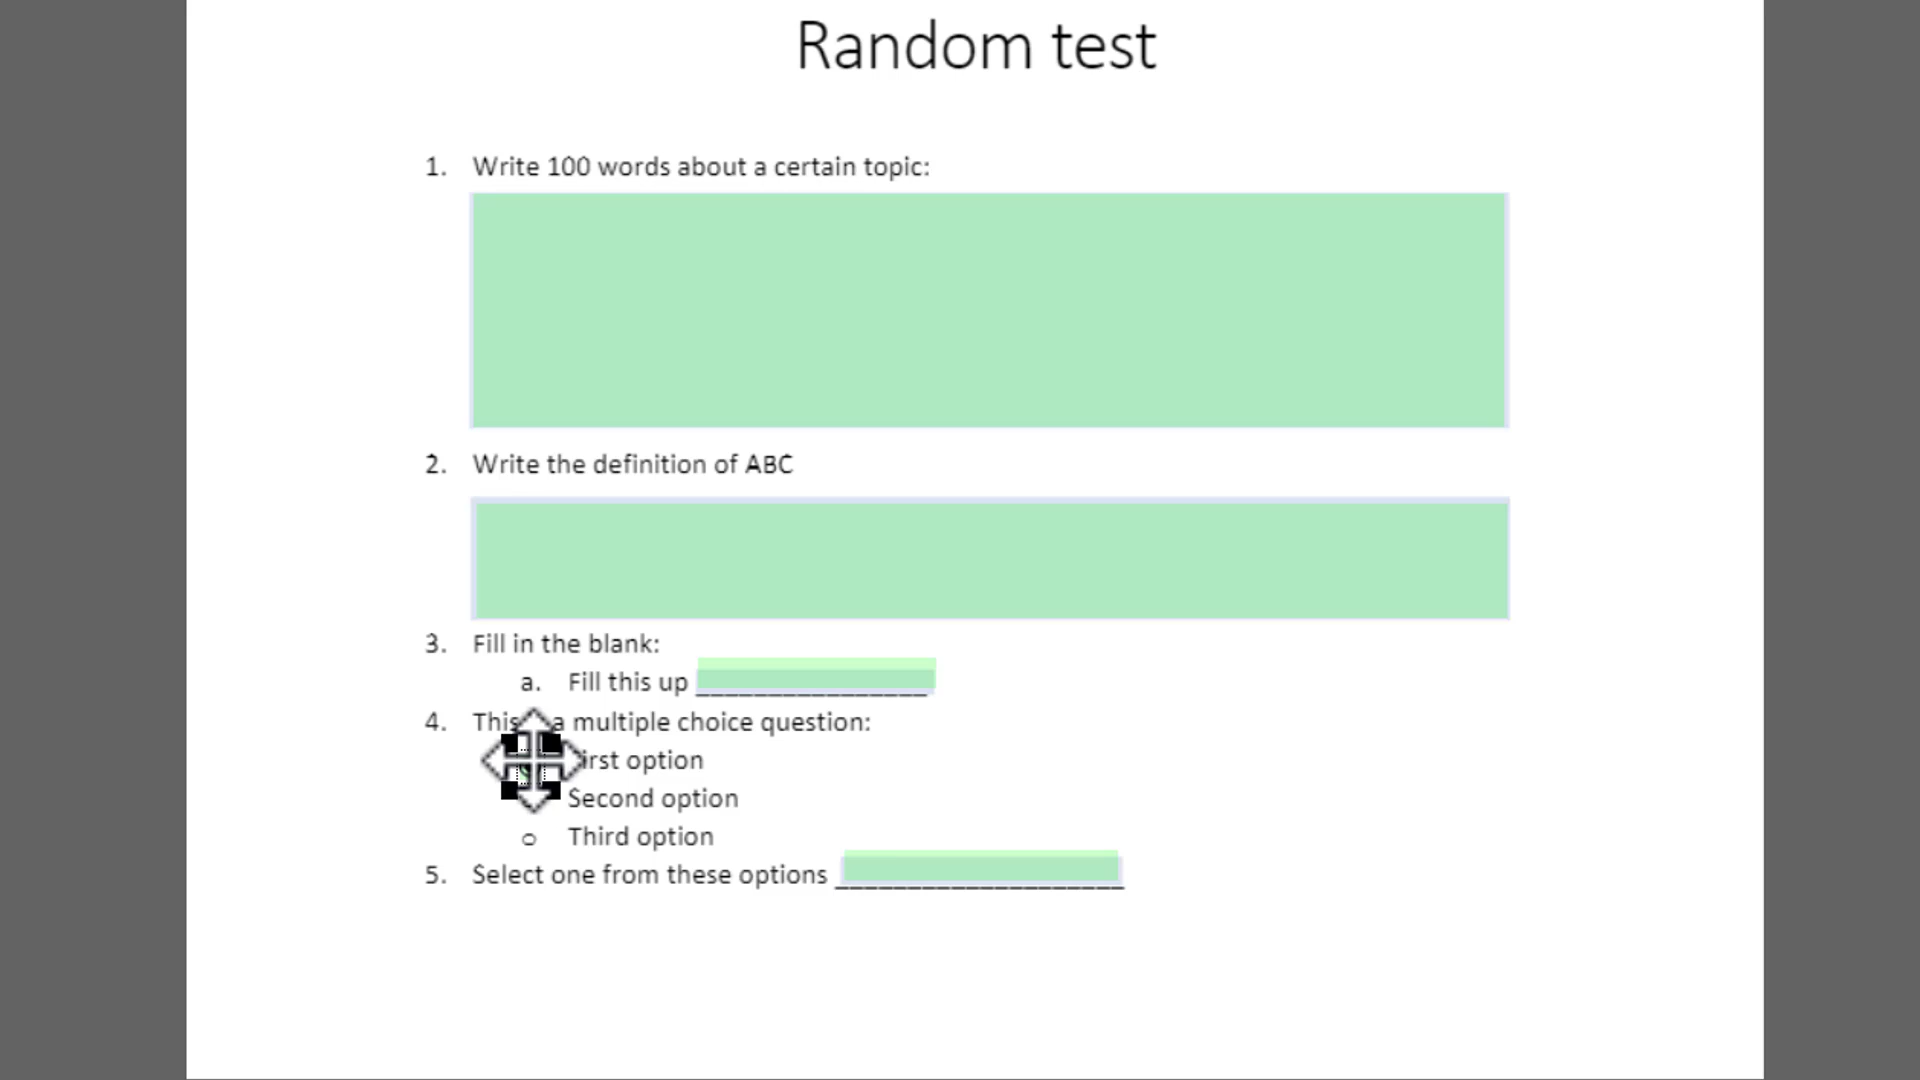 Random test
1. Write 100 words about a certain topic:
2. Write the definition of ABC
3. Fill in the blank:
a. Fill this up ________________
4. This a multiple choice question:
irst option
Second option
o Third option
5. Select one from these options ____________________